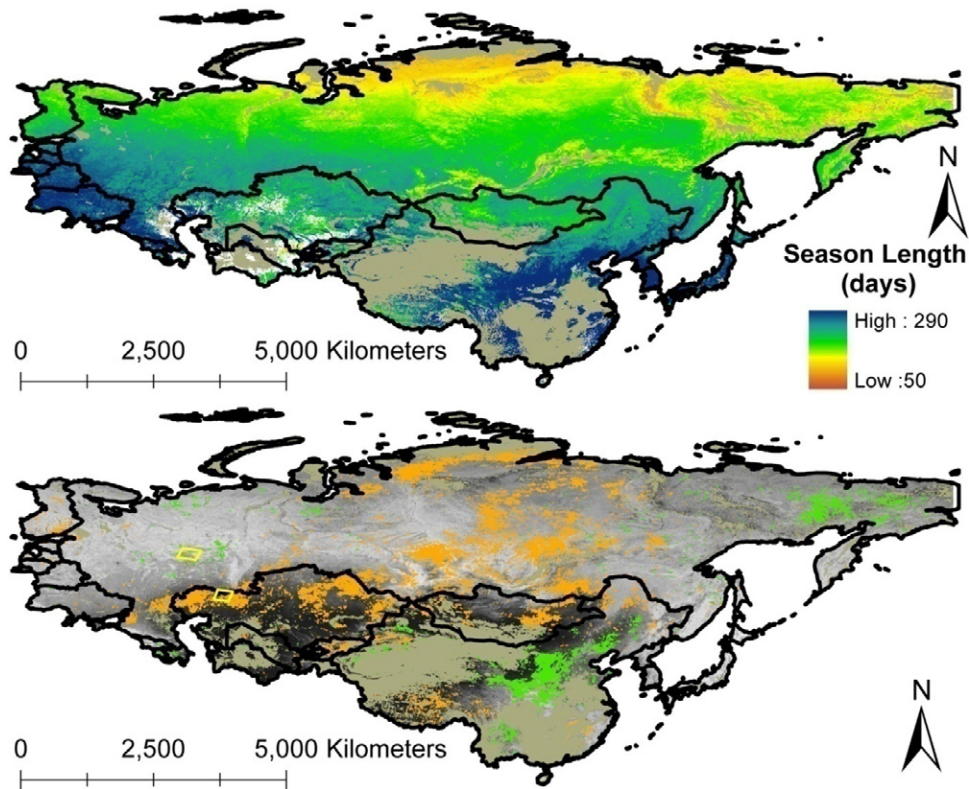 N
Season Length
(days)
High : 290
Low :50
0 2,500 5,000 Kilometers
0 2,500 5,000 Kilometers
N